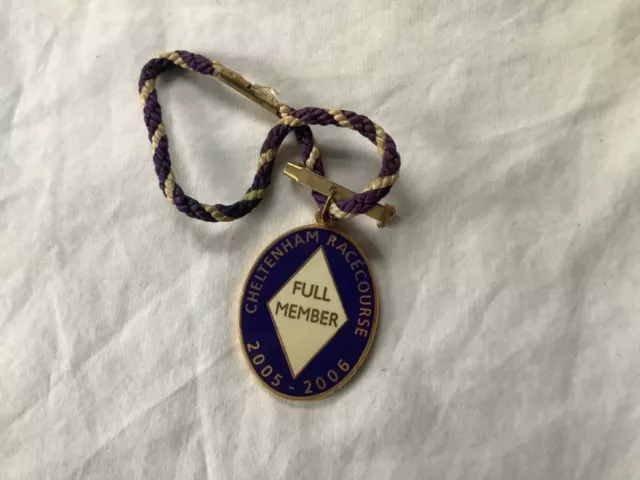 CHELTENHAM RACECOURSE
FULL
MEMBER
2005-2006